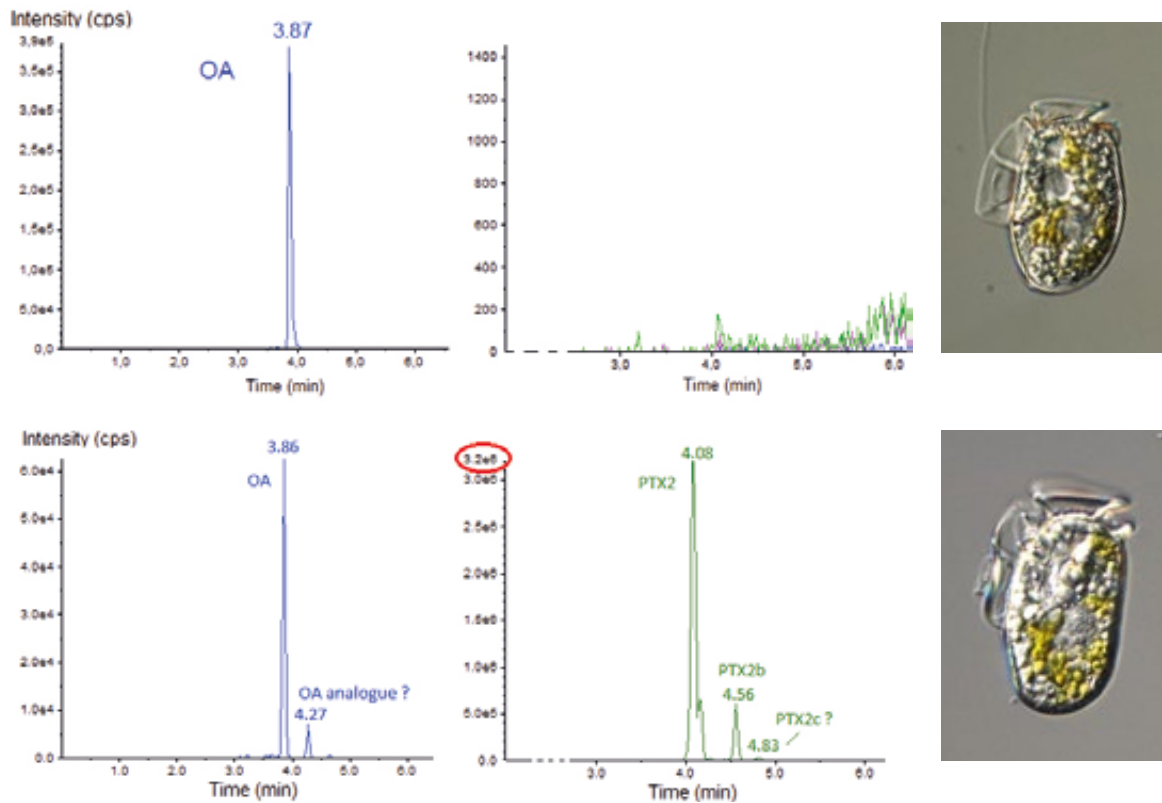 Intensity (cps)
3.87
OA
3,9e5
3,5e5
3,0e5
2,5e5
2,0e5
1,5e5
1,0e5
5,0e4
0,0
1,0
2,0
3,0
4,0
5,0
6,0
Time (min)
1400
1200
1000
800
600
400
200
0
3,0
4,0
5,0
6,0
Time (min)
Intensity (cps)
3.86
OA
6.0e4
5.0e4
4.0e4
3.0e4
2.0e4
1.0e4
0.0
OA analogue ?
4.27
1.0
2.0
3.0
4.0
5.0
6.0
Time (min)
3.2e6
3.0e6
2.5e6
2.0e6
1.5e6
1.0e6
5.0e5
0.0
4.08
PTX2
PTX2b
4.56
PTX2c ?
4.83
3.0
4.0
5.0
6.0
Time (min)